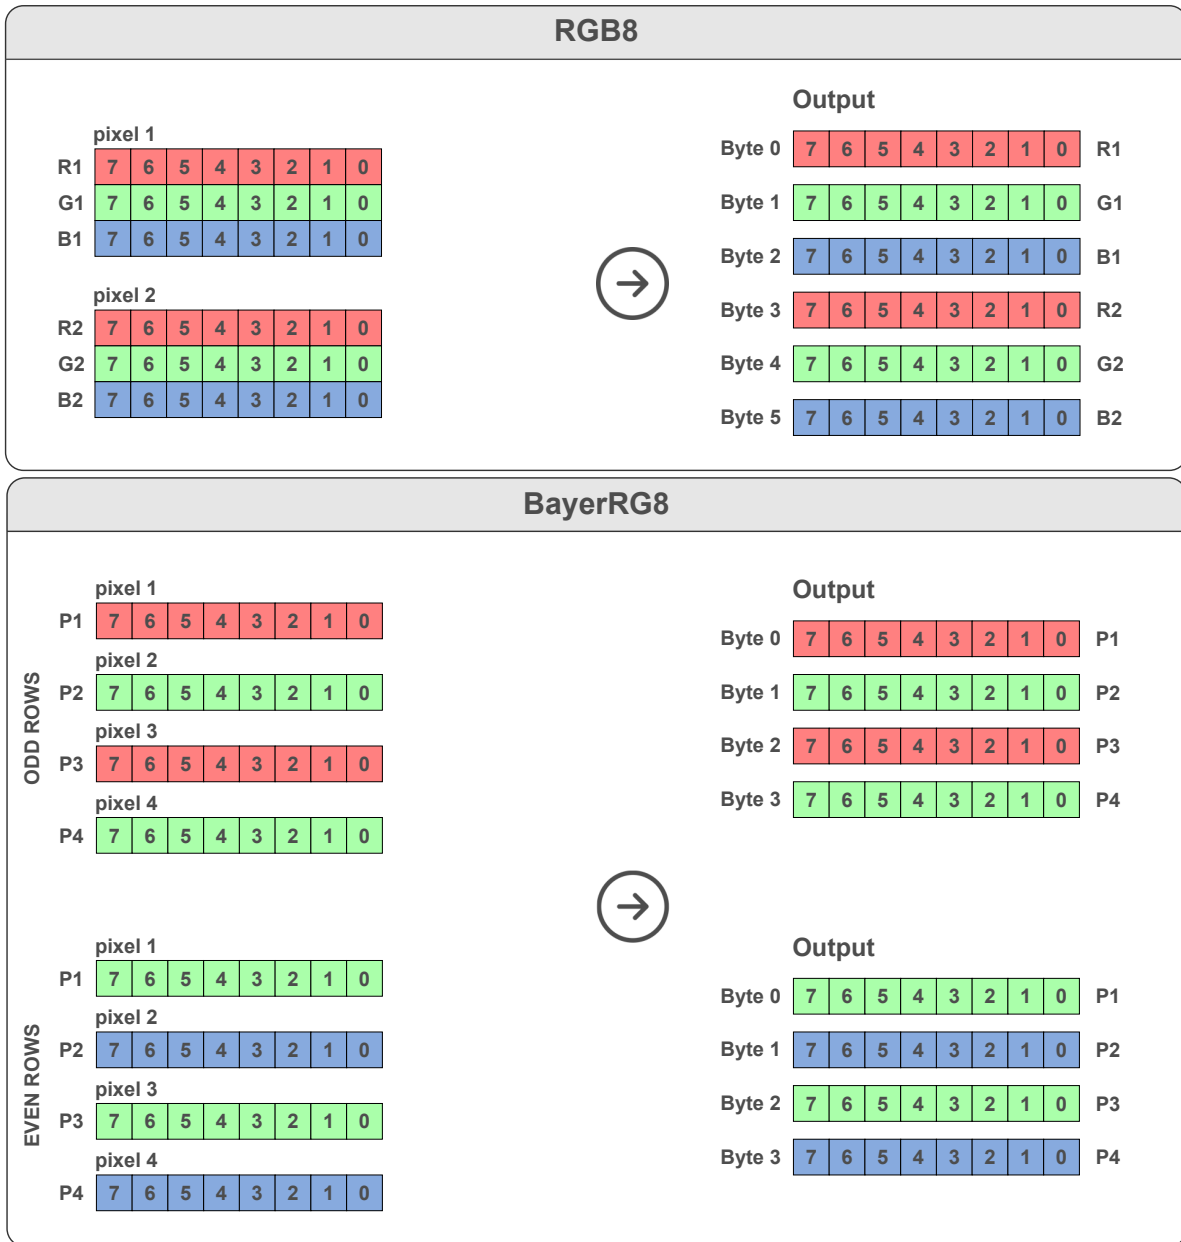 RGB8
pixel 1
R1 7 6 5 4 3 2 1 0
G1 7 6 5 4 3 2 1 0
B1 7 6 5 4 3 2 1 0
pixel 2
R2 7 6 5 4 3 2 1 0
G2 7 6 5 4 3 2 1 0
B2 7 6 5 4 3 2 1 0
Output
Byte 0 7 6 5 4 3 2 1 0 R1
Byte 1 7 6 5 4 3 2 1 0 G1
Byte 2 7 6 5 4 3 2 1 0 B1
Byte 3 7 6 5 4 3 2 1 0 R2
Byte 4 7 6 5 4 3 2 1 0 G2
Byte 5 7 6 5 4 3 2 1 0 B2
BayerRG8
ODD ROWS
pixel 1
P1 7 6 5 4 3 2 1 0
pixel 2
P2 7 6 5 4 3 2 1 0
pixel 3
P3 7 6 5 4 3 2 1 0
pixel 4
P4 7 6 5 4 3 2 1 0
Output
Byte 0 7 6 5 4 3 2 1 0 P1
Byte 1 7 6 5 4 3 2 1 0 P2
Byte 2 7 6 5 4 3 2 1 0 P3
Byte 3 7 6 5 4 3 2 1 0 P4
EVEN ROWS
pixel 1
P1 7 6 5 4 3 2 1 0
pixel 2
P2 7 6 5 4 3 2 1 0
pixel 3
P3 7 6 5 4 3 2 1 0
pixel 4
P4 7 6 5 4 3 2 1 0
Output
Byte 0 7 6 5 4 3 2 1 0 P1
Byte 1 7 6 5 4 3 2 1 0 P2
Byte 2 7 6 5 4 3 2 1 0 P3
Byte 3 7 6 5 4 3 2 1 0 P4